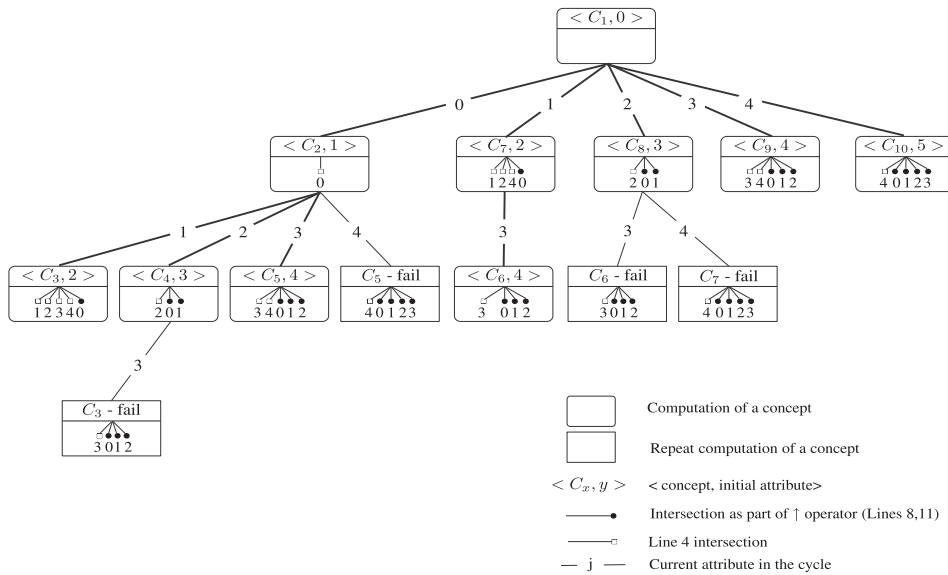 < C₁, 0 >
0 1 2 3 4
< C₂, 1 > < C₇, 2 > < C₈, 3 > < C₉, 4 > < C₁₀, 5 >
0 1 2 4 0 2 0 1 3 4 0 1 2 4 0 1 2 3
1 2 3 4 3 3 4
< C₃, 2 > < C₄, 3 > < C₅, 4 > C₅ - fail < C₆, 4 > C₆ - fail C₇ - fail
1 2 3 4 0 2 0 1 3 4 0 1 2 4 0 1 2 3 3 0 1 2 3 0 1 2 4 0 1 2 3
3
C₃ - fail
3 0 1 2
Computation of a concept
Repeat computation of a concept
< Cₓ, y > < concept, initial attribute>
Intersection as part of ↑ operator (Lines 8,11)
Line 4 intersection
j Current attribute in the cycle